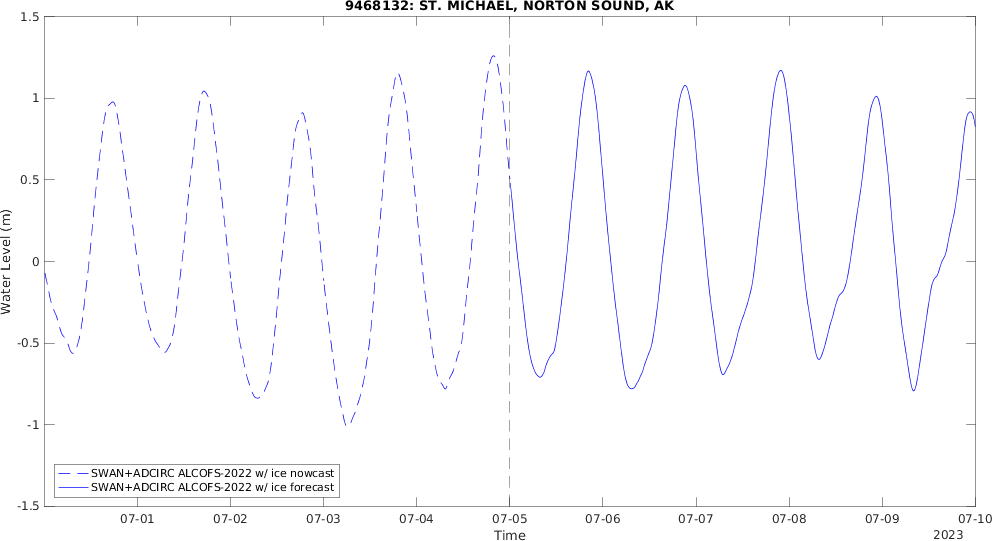 9468132: ST. MICHAEL, NORTON SOUND, AK
1.5
1
0.5
0
-0.5
-1
-1.5
Water Level (m)
SWAN+ADCIRC ALCOFS-2022 w/ ice nowcast
SWAN+ADCIRC ALCOFS-2022 w/ ice forecast
07-01 07-02 07-03 07-04 07-05 07-06 07-07 07-08 07-09 07-10
Time
2023